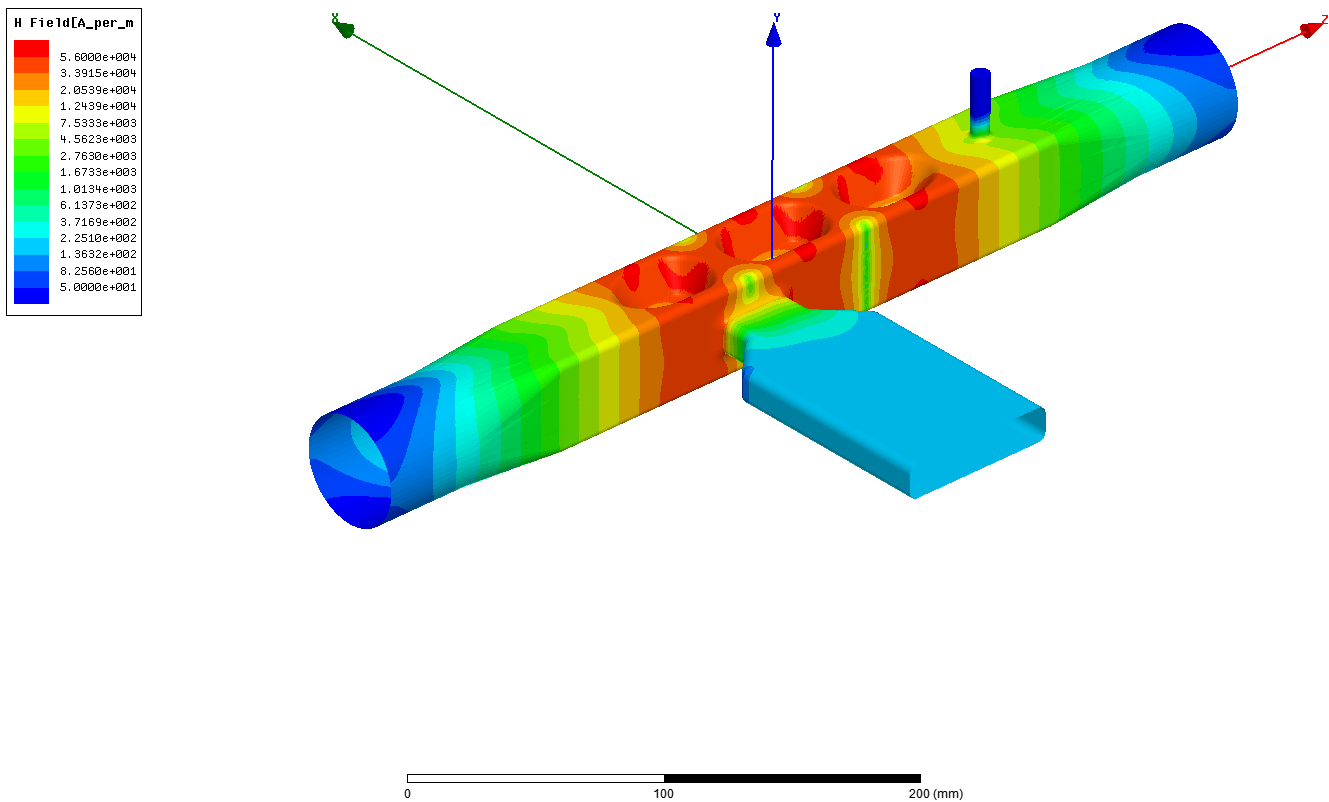 H Field[A_per_m
5.6000e+004
3.3915e+004
2.0539e+004
1.2439e+004
7.5333e+003
4.5623e+003
2.7630e+003
1.6733e+003
1.0134e+003
6.1373e+002
3.7169e+002
2.2510e+002
1.3632e+002
8.2560e+001
5.0000e+001
X
Y
Z
0
100
200 (mm)